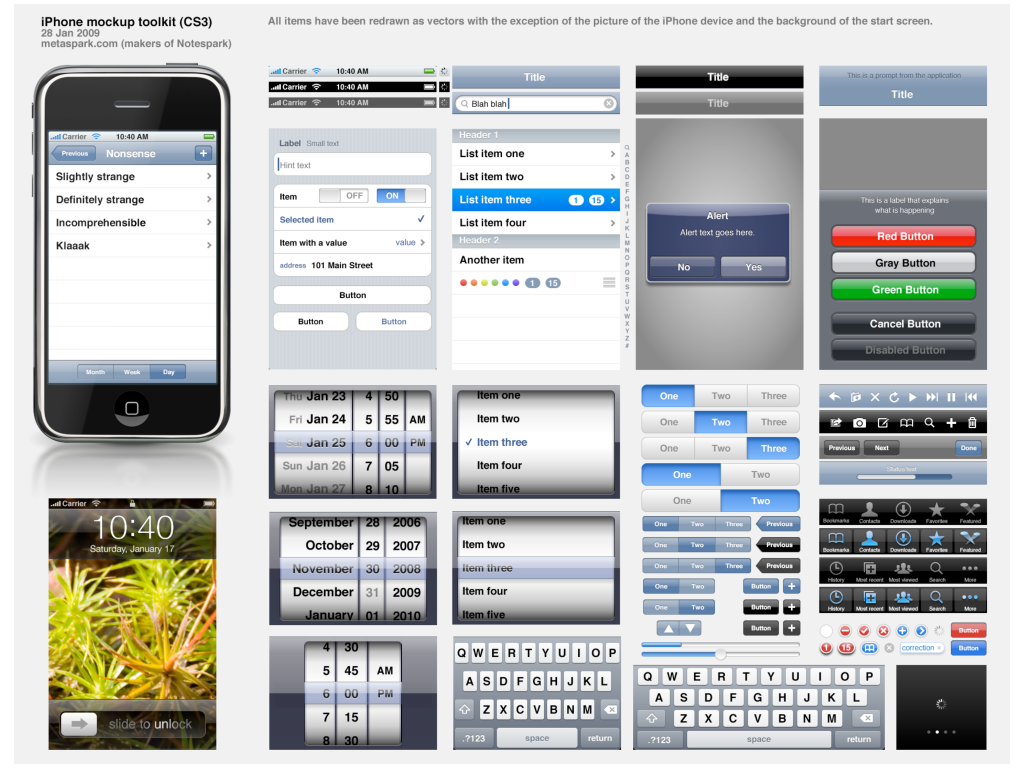 iPhone mockup toolkit (CS3)
28 Jan 2009
metaspark.com (makers of Notespark)
All items have been redrawn as vectors with the exception of the picture of the iPhone device and the background of the start screen.
Carrier 10:40 AM
Previous Nonsense +
Slightly strange
Definitely strange
Incomprehensible
Klaaak
Month Week Day
Carrier
10:40
Saturday, January 17
slide to unlock
Carrier 10:40 AM
Carrier 10:40 AM
Carrier 10:40 AM
Label Small text
Hint text
Item OFF ON
Selected item
Item with a value value
address 101 Main Street
Button
Button Button
Title
Blah blah
Header 1
List item one
List item two
List item three 1 15
List item four
Header 2
Another item
1 15
Q
A
B
C
D
E
F
G
H
I
J
K
L
M
N
O
P
Q
R
S
T
U
V
W
X
Y
Z
#
Title
Title
Alert
Alert text goes here.
No Yes
This is a prompt from the application
Title
This is a label that explains
what is happening
Red Button
Gray Button
Green Button
Cancel Button
Disabled Button
Thu Jan 23 4 50
Fri Jan 24 5 55 AM
Sat Jan 25 6 00 PM
Sun Jan 26 7 05
Mon Jan 27 8 10
Item one
Item two
Item three
Item four
Item five
One Two Three
One Two Three
One Two Three
One Two
One Two
One Two Three Previous
One Two Three Previous
One Two Three Previous
One Two Button +
One Two Button +
Button +
Previous Next Done
Status text
Bookmarks Contacts Downloads Favorites Featured
Bookmarks Contacts Downloads Favorites Featured
History Most recent Most viewed Search More
History Most recent Most viewed Search More
Button
1 15 correction × Button
September 28 2006
October 29 2007
November 30 2008
December 31 2009
January 01 2010
Item one
Item two
Item three
Item four
Item five
4 30
5 45 AM
6 00 PM
7 15
8 30
Q W E R T Y U I O P
A S D F G H J K L
Z X C V B N M
.?123 space return
Q W E R T Y U I O P
A S D F G H J K L
Z X C V B N M
.?123 space return